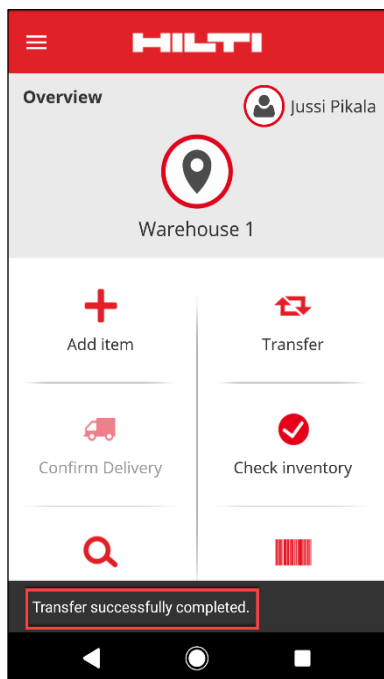 HILTI
Overview
Jussi Pikala
Warehouse 1
Add item
Transfer
Confirm Delivery
Check inventory
Transfer successfully completed.